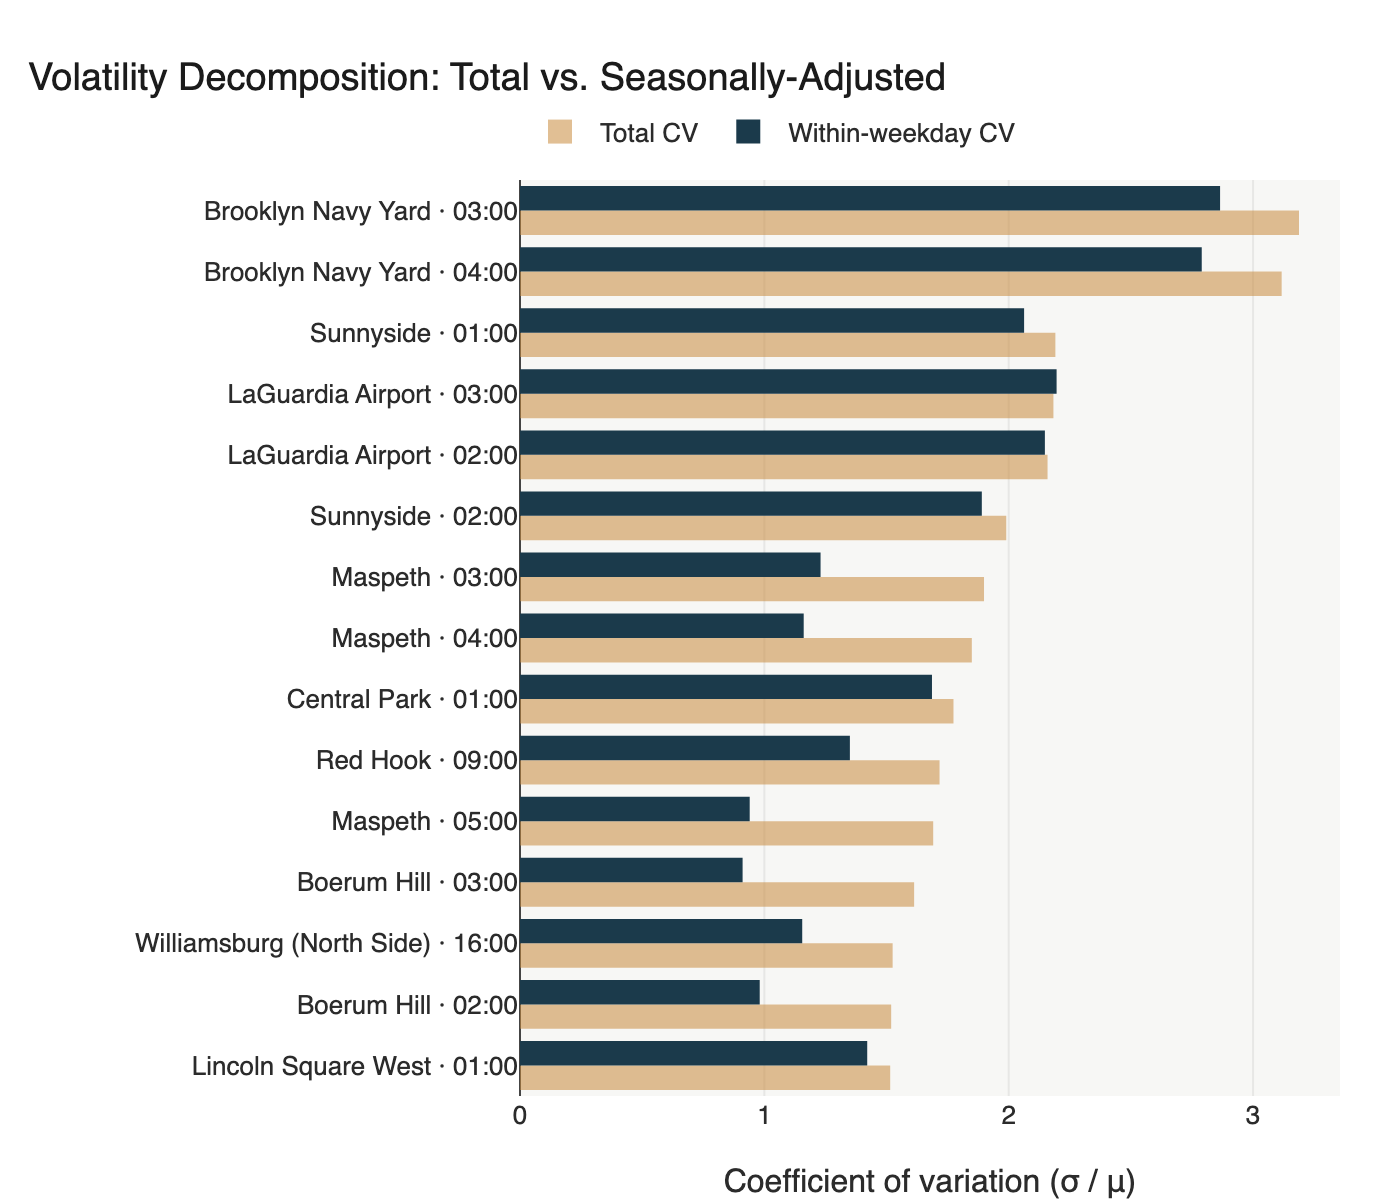 Volatility Decomposition: Total vs. Seasonally-Adjusted
Total CV
Within-weekday CV
Brooklyn Navy Yard · 03:00
Brooklyn Navy Yard · 04:00
Sunnyside · 01:00
LaGuardia Airport · 03:00
LaGuardia Airport · 02:00
Sunnyside · 02:00
Maspeth · 03:00
Maspeth · 04:00
Central Park · 01:00
Red Hook · 09:00
Maspeth · 05:00
Boerum Hill · 03:00
Williamsburg (North Side) · 16:00
Boerum Hill · 02:00
Lincoln Square West · 01:00
0 1 2 3
Coefficient of variation (σ / μ)